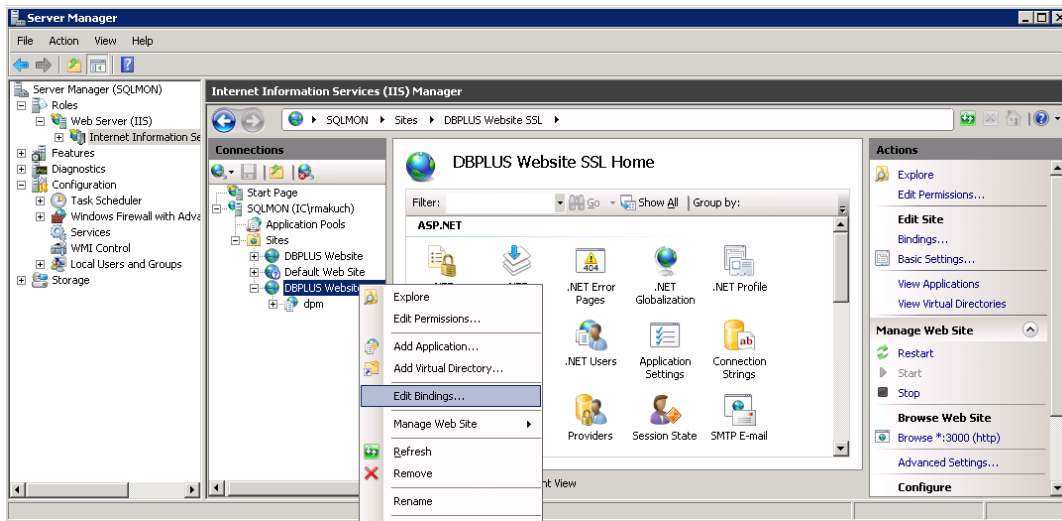 Server Manager
File Action View Help
Server Manager (SQLMON)
Roles
Web Server (IIS)
Internet Information Se
Features
Diagnostics
Configuration
Task Scheduler
Windows Firewall with Adva
Services
WMI Control
Local Users and Groups
Storage
Internet Information Services (IIS) Manager
SQLMON Sites DBPLUS Website SSL
Connections
Start Page
SQLMON (IC\rmakuch)
Application Pools
Sites
DBPLUS Website
Default Web Site
DBPLUS Website
dpm
Explore
Edit Permissions...
Add Application...
Add Virtual Directory...
Edit Bindings...
Manage Web Site
Refresh
Remove
Rename
DBPLUS Website SSL Home
Filter: Go Show All Group by:
ASP.NET
404
.NET Error Pages
.NET Globalization
.NET Profile
.NET Users
Application Settings
ab
Connection Strings
Providers
Session State
SMTP E-mail
nt View
Actions
Explore
Edit Permissions...
Edit Site
Bindings...
Basic Settings...
View Applications
View Virtual Directories
Manage Web Site
Restart
Start
Stop
Browse Web Site
Browse *:3000 (http)
Advanced Settings...
Configure